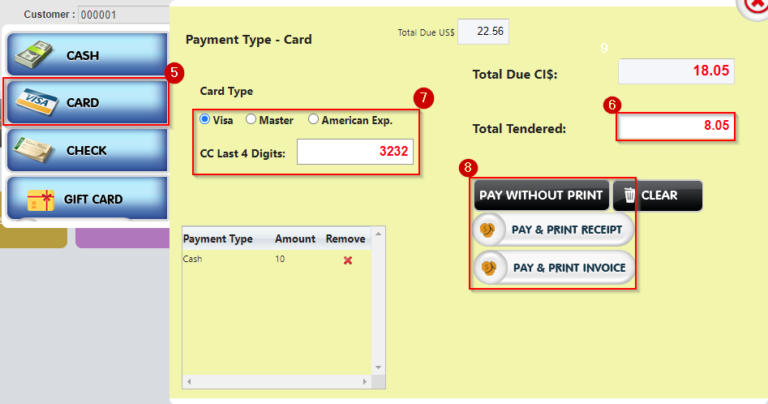 Customer : 000001
CASH
5
VISA CARD
CHECK
GIFT CARD
Payment Type - Card
Total Due US$ 22.56
9
Total Due CI$: 18.05
Card Type
7
6
Visa Master American Exp.
Total Tendered: 8.05
CC Last 4 Digits: 3232
8
PAY WITHOUT PRINT CLEAR
PAY & PRINT RECEIPT
PAY & PRINT INVOICE
Payment Type Amount Remove
Cash 10